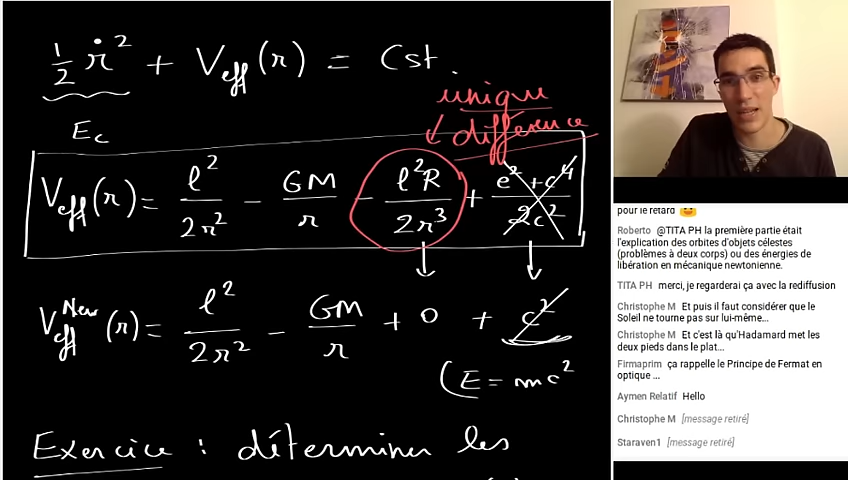 1/2 ṙ² + Veff(r) = Cst.
Ec
unique
différence
Veff(r) = ℓ²/2r² - GM/r - ℓ²R/2r³ + e²+c⁴/2c²
Veff^New(r) = ℓ²/2r² - GM/r + 0 + c²
(E = mc²
Exercice : déterminer les
pour le retard
Roberto @TITA PH la première partie était
l'explication des orbites d'objets célestes
(problèmes à deux corps) ou des énergies de
libération en mécanique newtonienne.
TITA PH merci, je regarderai ça avec la rediffusion
Christophe M Et puis il faut considérer que le
Soleil ne tourne pas sur lui-même...
Christophe M Et c'est là qu'Hadamard met les
deux pieds dans le plat...
Firmaprim ça rappelle le Principe de Fermat en
optique ...
Aymen Relatif Hello
Christophe M [message retiré]
Staraven1 [message retiré]